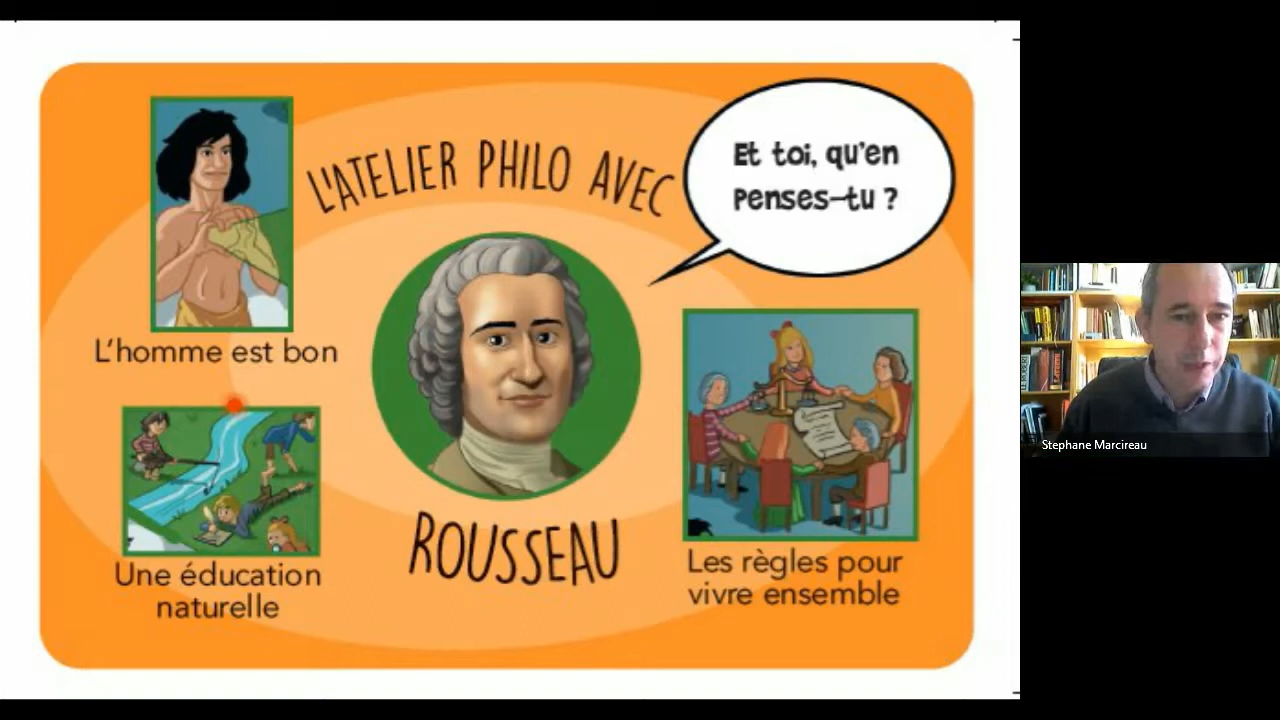 L'ATELIER PHILO AVEC
Et toi, qu'en
penses-tu ?
L'homme est bon
Une éducation
naturelle
ROUSSEAU
Les règles pour
vivre ensemble
Stephane Marcireau